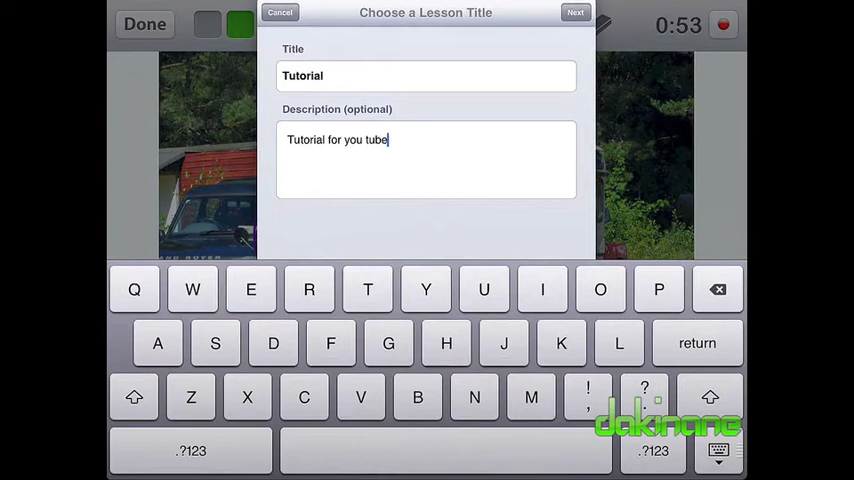 Done
Cancel
Choose a Lesson Title
Next
0:53
Title
Tutorial
Description (optional)
Tutorial for you tube
Q W E R T Y U I O P
A S D F G H J K L return
Z X C V B N M ! , ? .
.?123 .?123
dakinane